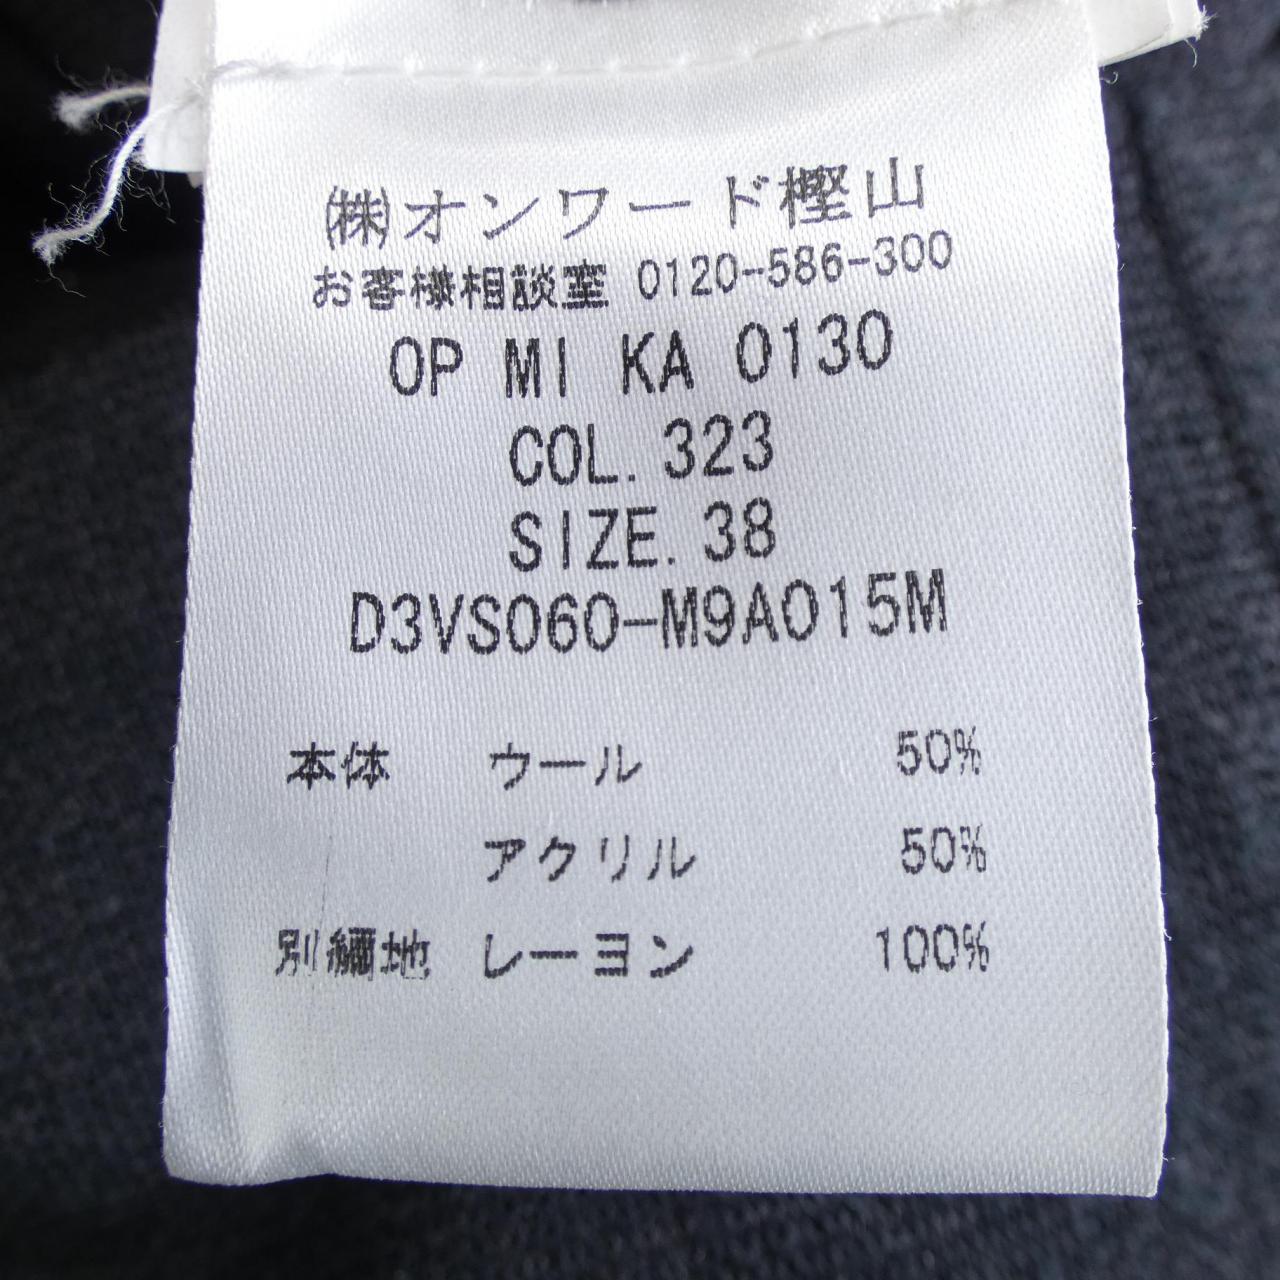 ㈱オンワード樫山
お客様相談室 0120-586-300
OP MI KA 0130
COL. 323
SIZE. 38
D3VS060-M9A015M
本体 ウール 50%
アクリル 50%
別編地 レーヨン 100%